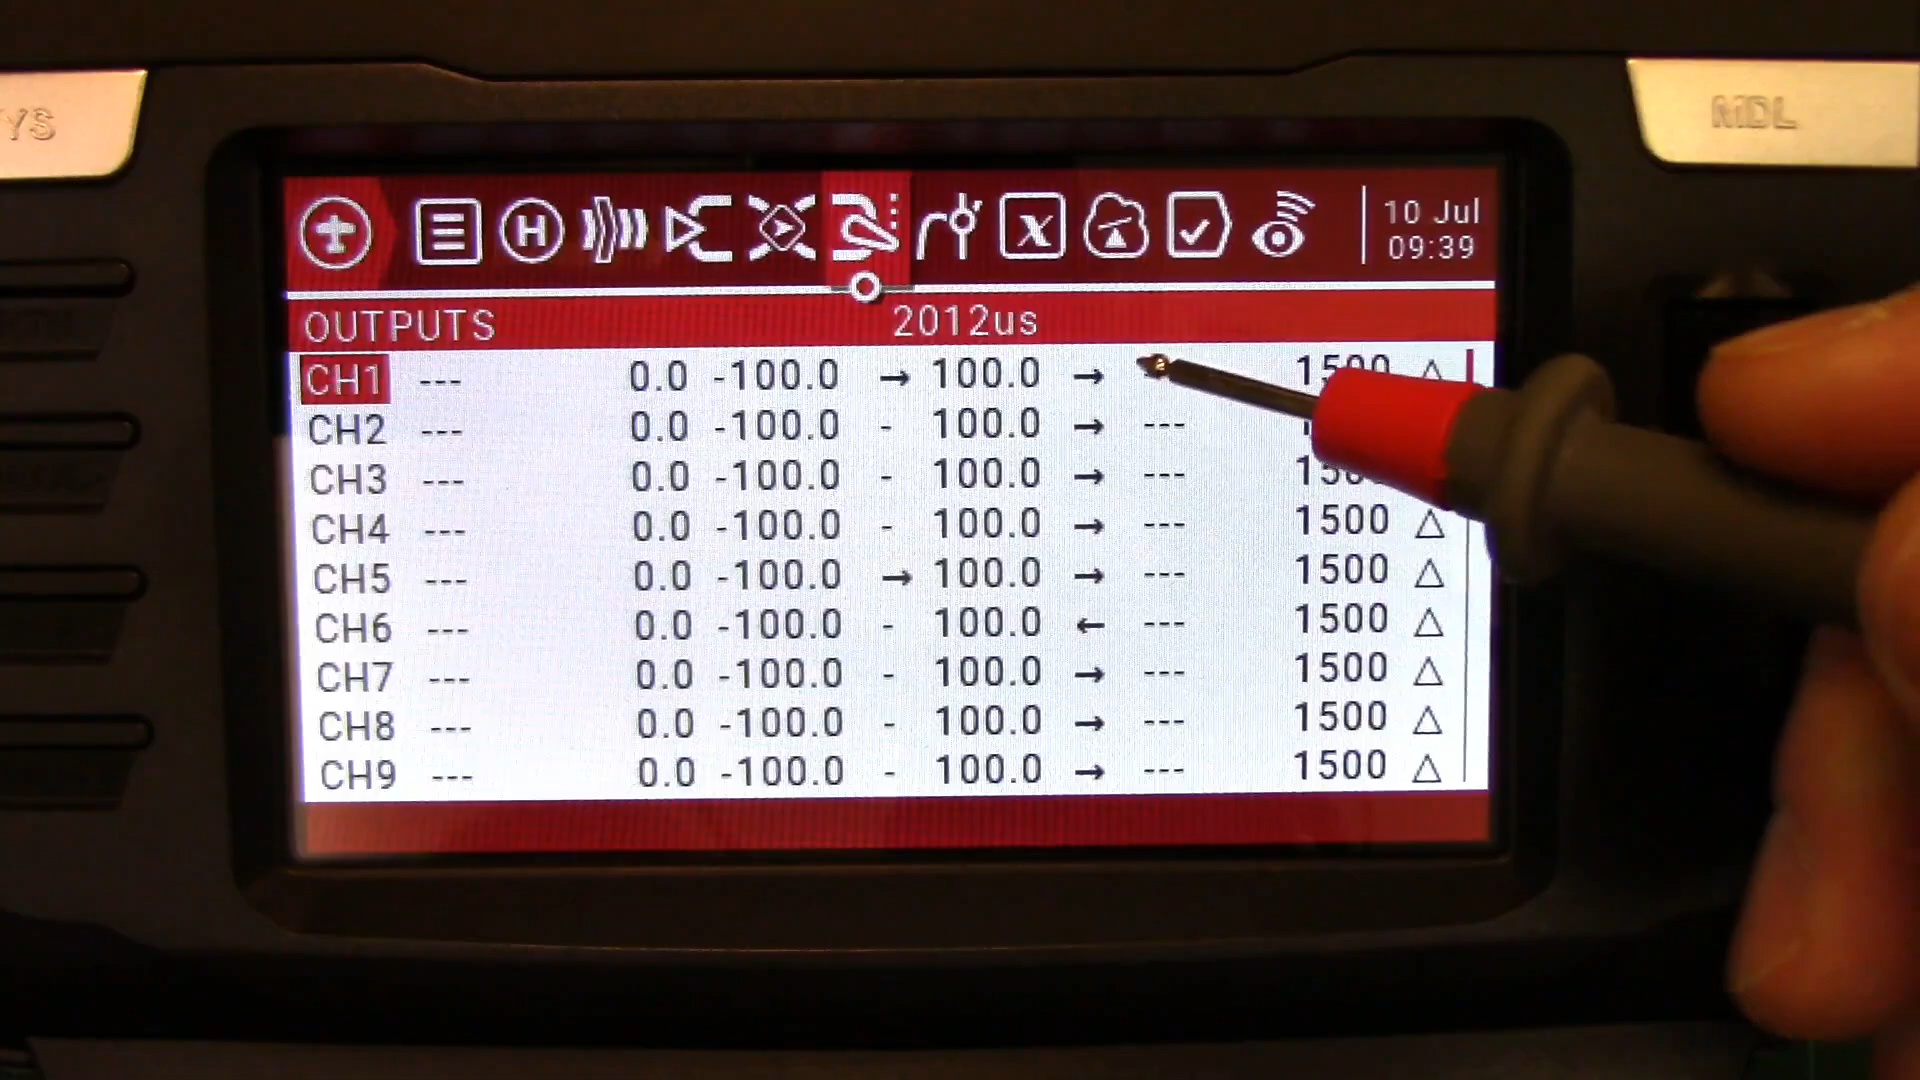 YS
MDL
H
X
10 Jul
09:39
OUTPUTS 2012us
CH1 --- 0.0 -100.0 → 100.0 → 1500 △
CH2 --- 0.0 -100.0 - 100.0 → ---
CH3 --- 0.0 -100.0 - 100.0 → ---
CH4 --- 0.0 -100.0 - 100.0 → --- 1500 △
CH5 --- 0.0 -100.0 → 100.0 → --- 1500 △
CH6 --- 0.0 -100.0 - 100.0 ← --- 1500 △
CH7 --- 0.0 -100.0 - 100.0 → --- 1500 △
CH8 --- 0.0 -100.0 - 100.0 → --- 1500 △
CH9 --- 0.0 -100.0 - 100.0 → --- 1500 △